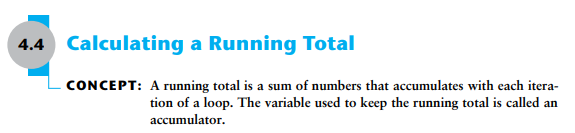 4.4 Calculating a Running Total
CONCEPT: A running total is a sum of numbers that accumulates with each itera-
tion of a loop. The variable used to keep the running total is called an
accumulator.